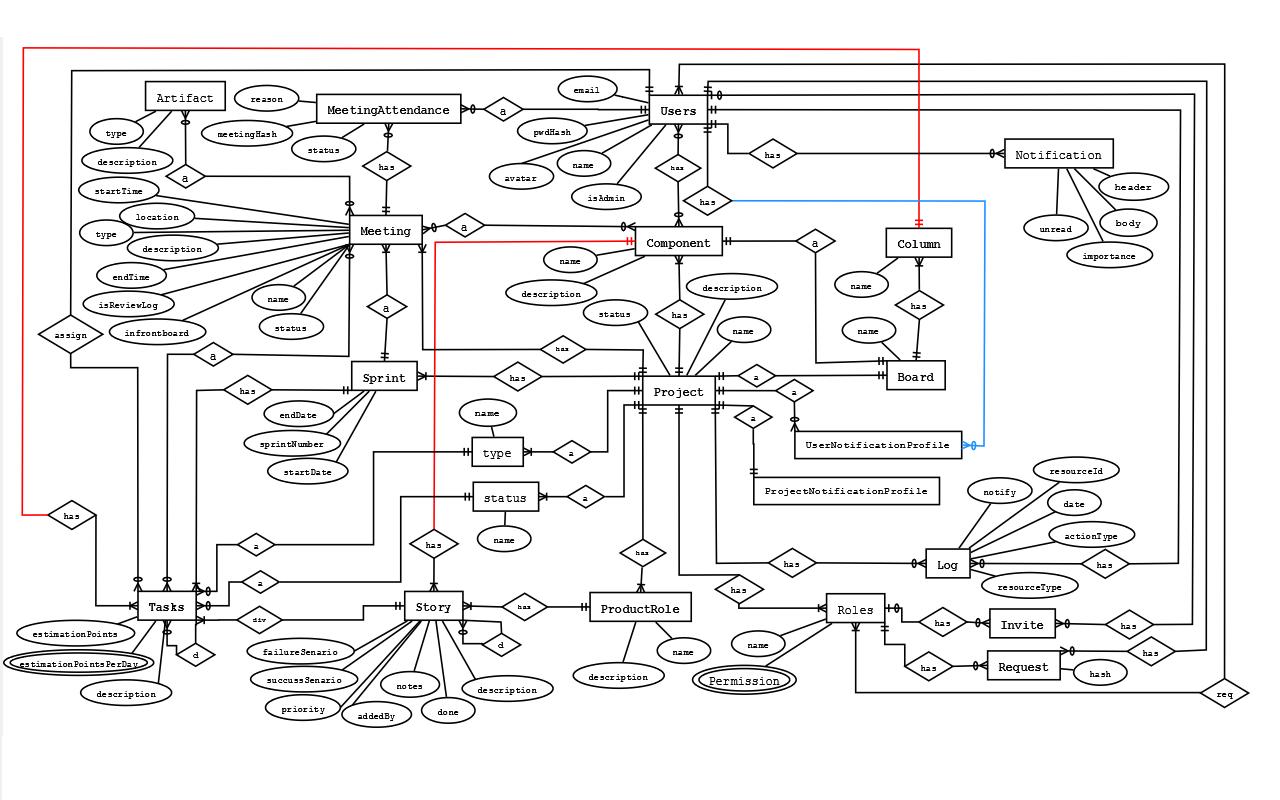 email
Artifact
reason
MeetingAttendance
a
Users
meetingHash
type
pwdHash
status
description
name
has
has
Notification
avatar
has
a
startTime
isAdmin
has
header
location
type
Meeting
a
body
unread
description
Component
a
Column
importance
name
endTime
description
name
description
isReviewLog
name
has
a
has
status
infrontboard
status
name
name
assign
a
has
Sprint
has
a
Board
has
Project
a
endDate
name
a
sprintNumber
UserNotificationProfile
type
a
startDate
resourceId
ProjectNotificationProfile
notify
status
a
date
has
actionType
name
a
has
has
has
Log
has
a
resourceType
has
Tasks
Story
has
ProductRole
Roles
div
has
Invite
has
estimationPoints
failureSenario
d
name
name
has
d
estimationPointsPerDay
has
Request
hash
succussSenario
description
Permission
notes
description
description
req
priority
addedBy
done